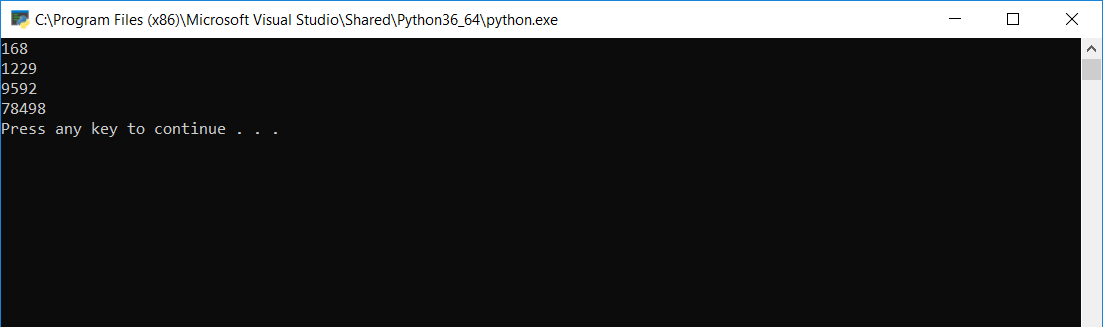 C:\Program Files (x86)\Microsoft Visual Studio\Shared\Python36_64\python.exe
168
1229
9592
78498
Press any key to continue . . .